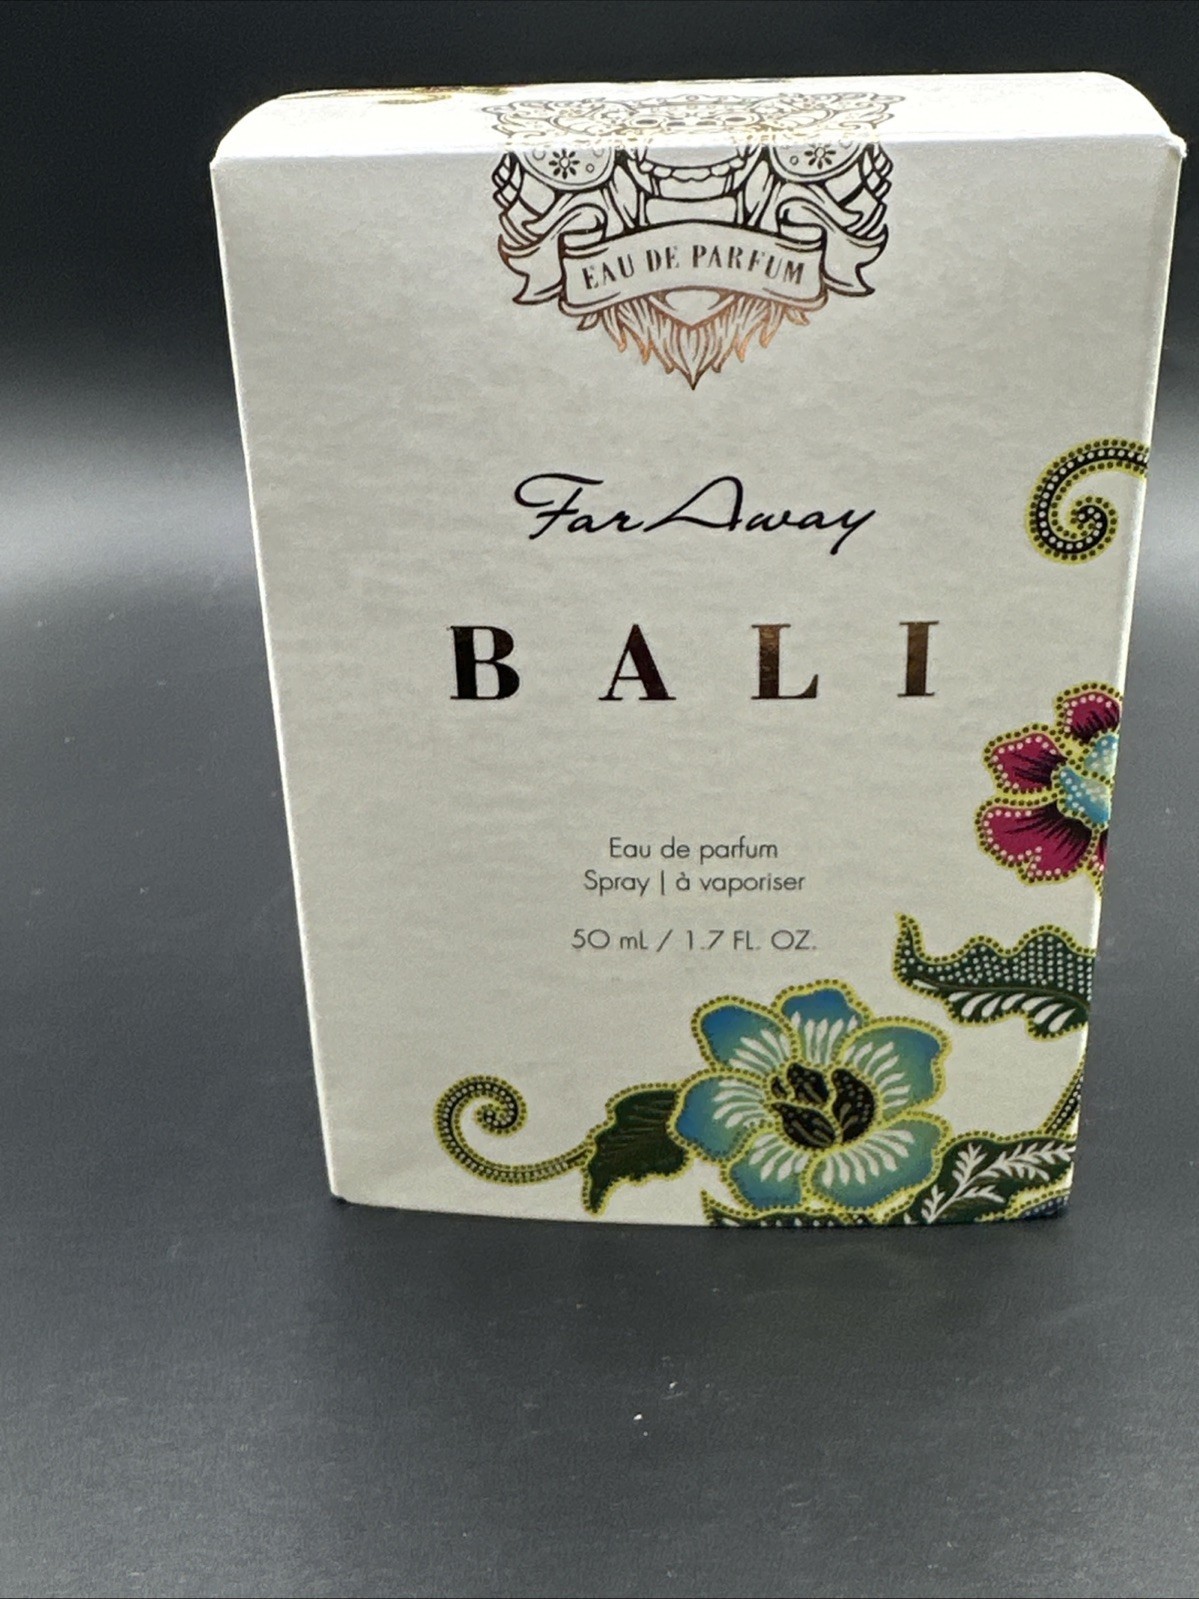 EAU DE PARFUM
Far Away
BALI
Eau de parfum
Spray | à vaporiser
50 mL / 1.7 FL. OZ.